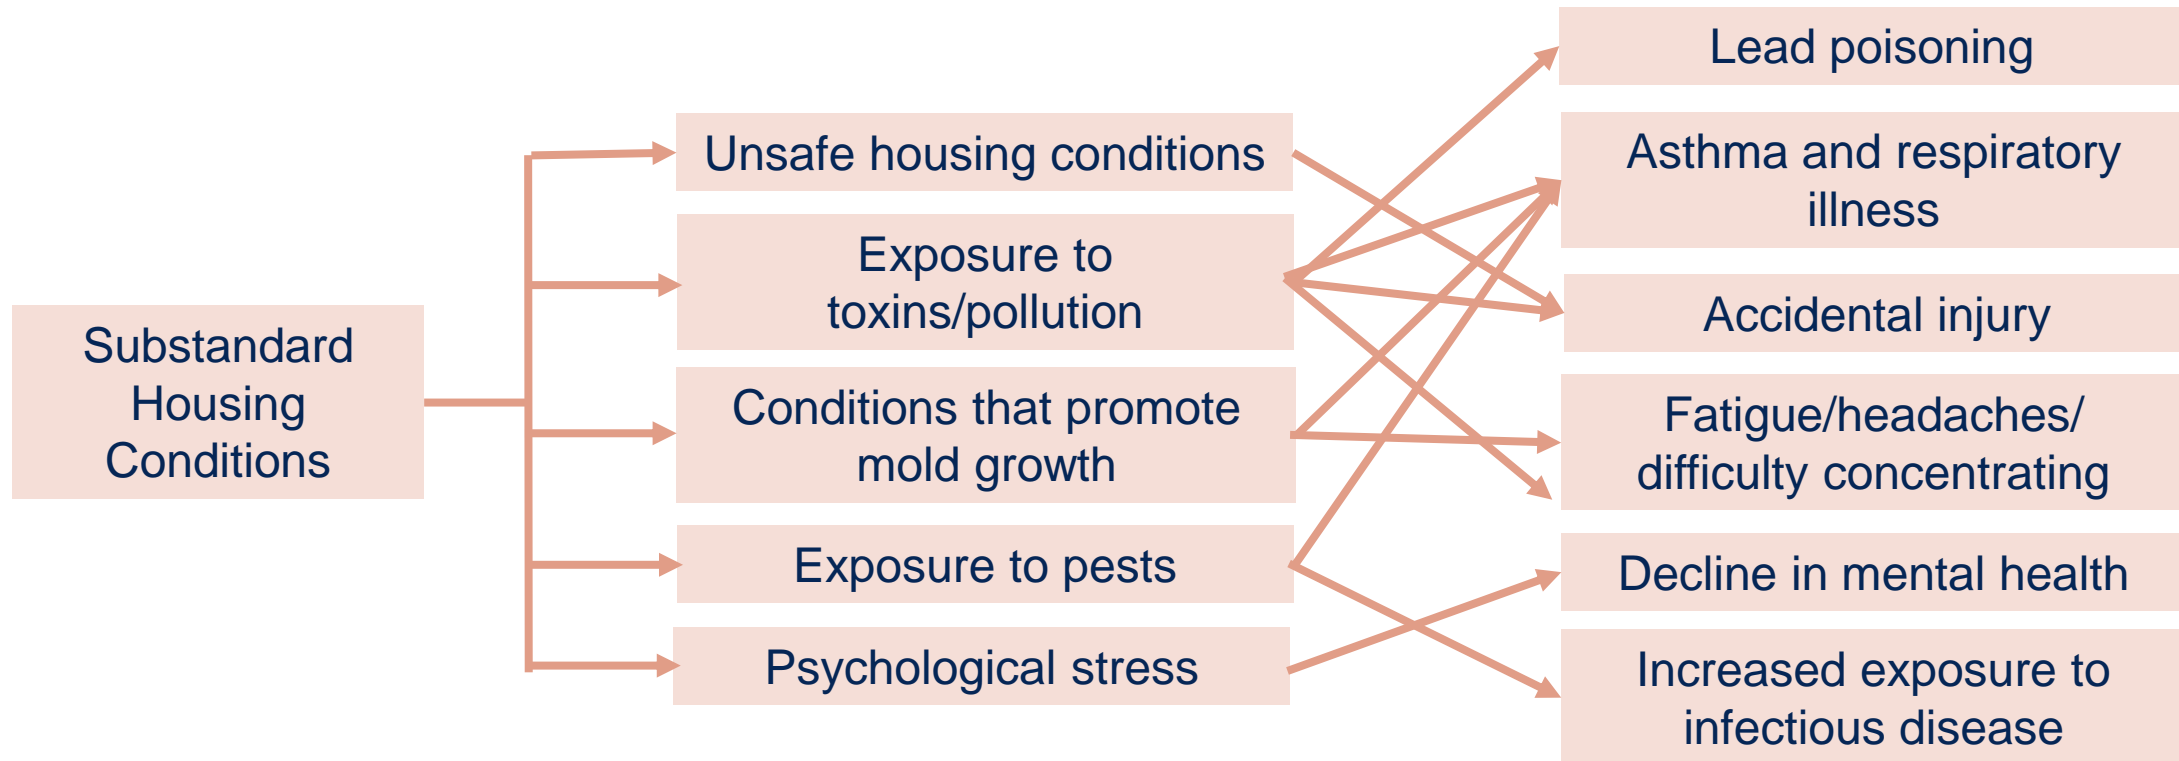 Substandard
Housing
Conditions
Unsafe housing conditions
Exposure to
toxins/pollution
Conditions that promote
mold growth
Exposure to pests
Psychological stress
Lead poisoning
Asthma and respiratory
illness
Accidental injury
Fatigue/headaches/
difficulty concentrating
Decline in mental health
Increased exposure to
infectious disease